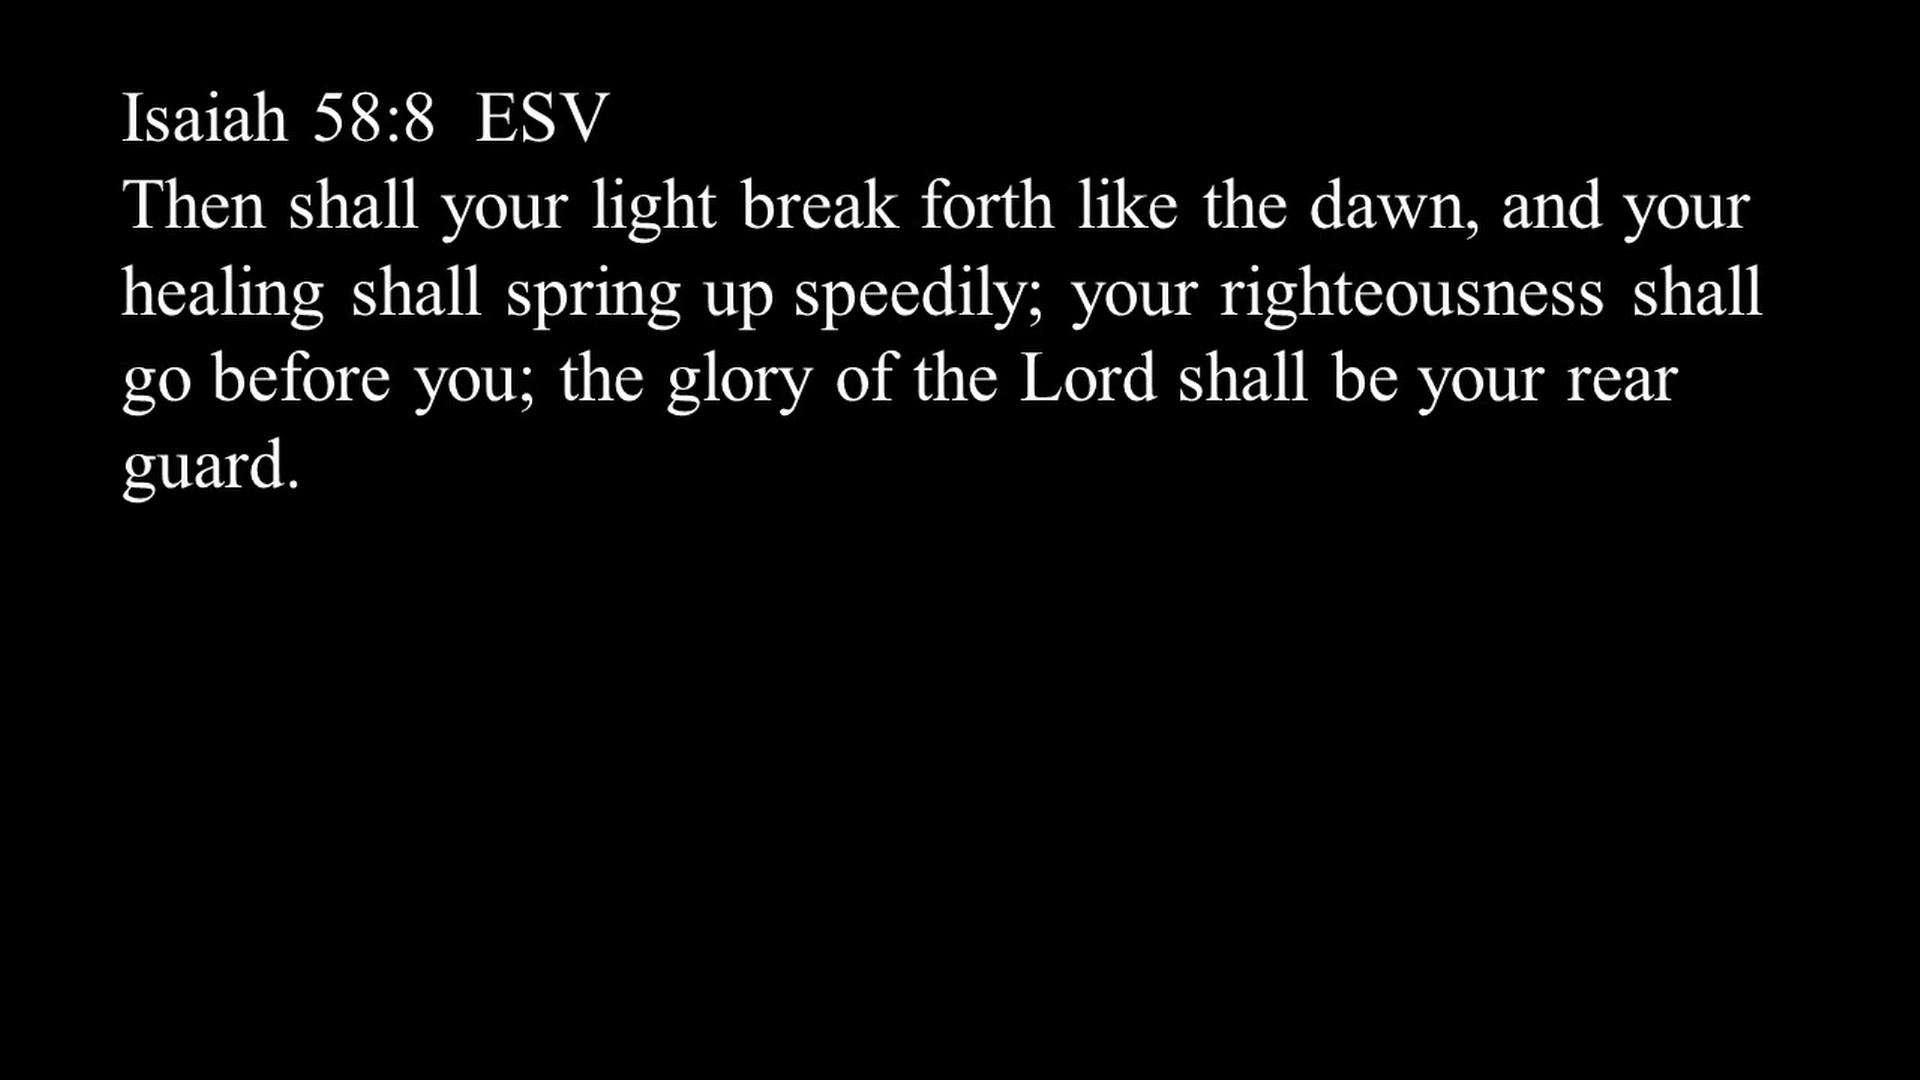 Isaiah 58:8  ESV
Then shall your light break forth like the dawn, and your
healing shall spring up speedily; your righteousness shall
go before you; the glory of the Lord shall be your rear
guard.